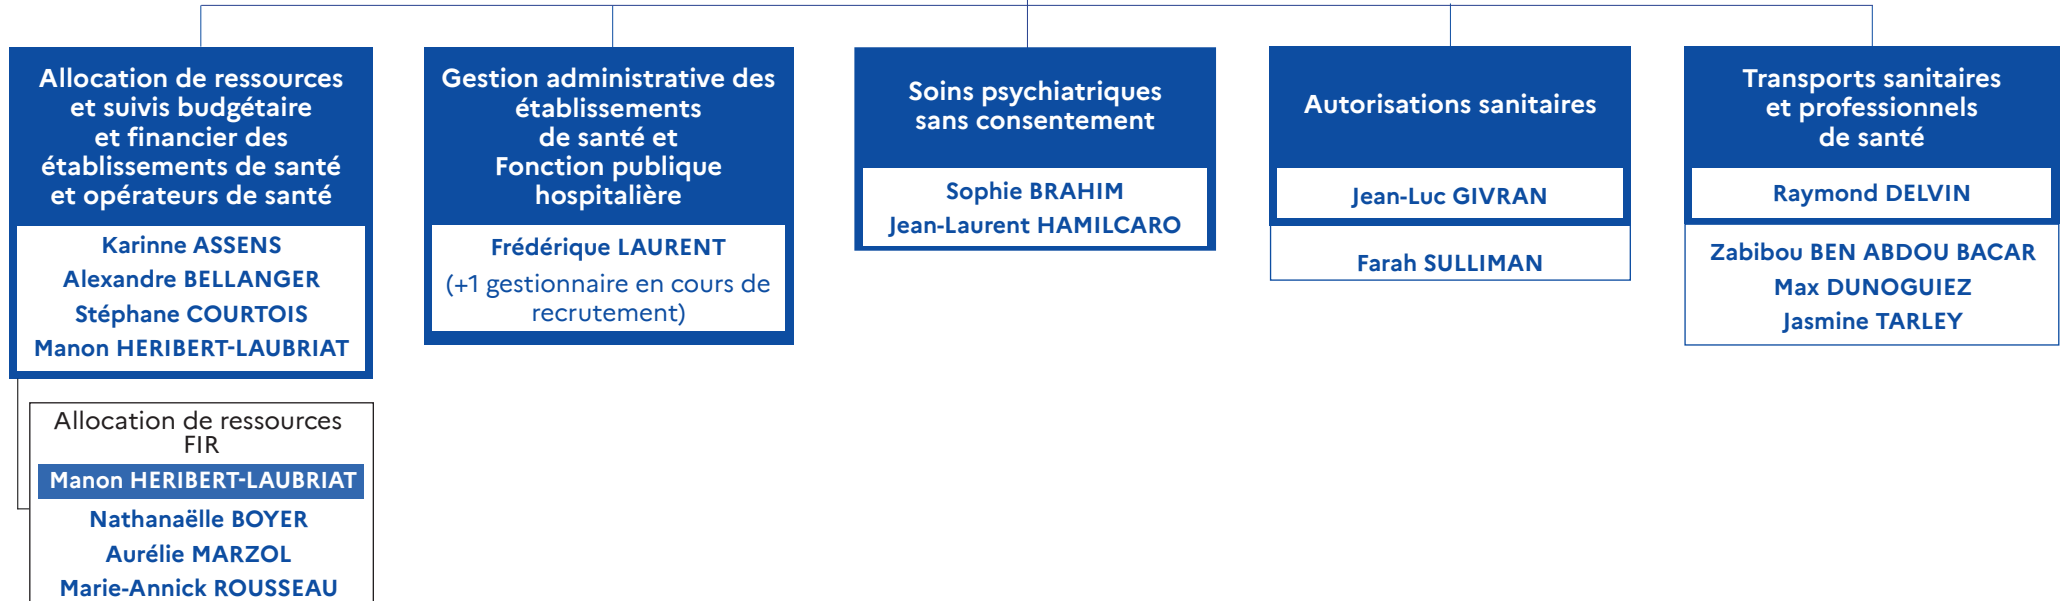 Allocation de ressources
et suivis budgétaire
et financier des
établissements de santé
et opérateurs de santé
Karinne ASSENS
Alexandre BELLANGER
Stéphane COURTOIS
Manon HERIBERT-LAUBRIAT
Allocation de ressources
FIR
Manon HERIBERT-LAUBRIAT
Nathanaëlle BOYER
Aurélie MARZOL
Marie-Annick ROUSSEAU
Gestion administrative des
établissements
de santé et
Fonction publique
hospitalière
Frédérique LAURENT
(+1 gestionnaire en cours de
recrutement)
Soins psychiatriques
sans consentement
Sophie BRAHIM
Jean-Laurent HAMILCARO
Autorisations sanitaires
Jean-Luc GIVRAN
Farah SULLIMAN
Transports sanitaires
et professionnels
de santé
Raymond DELVIN
Zabibou BEN ABDOU BACAR
Max DUNOGUIEZ
Jasmine TARLEY